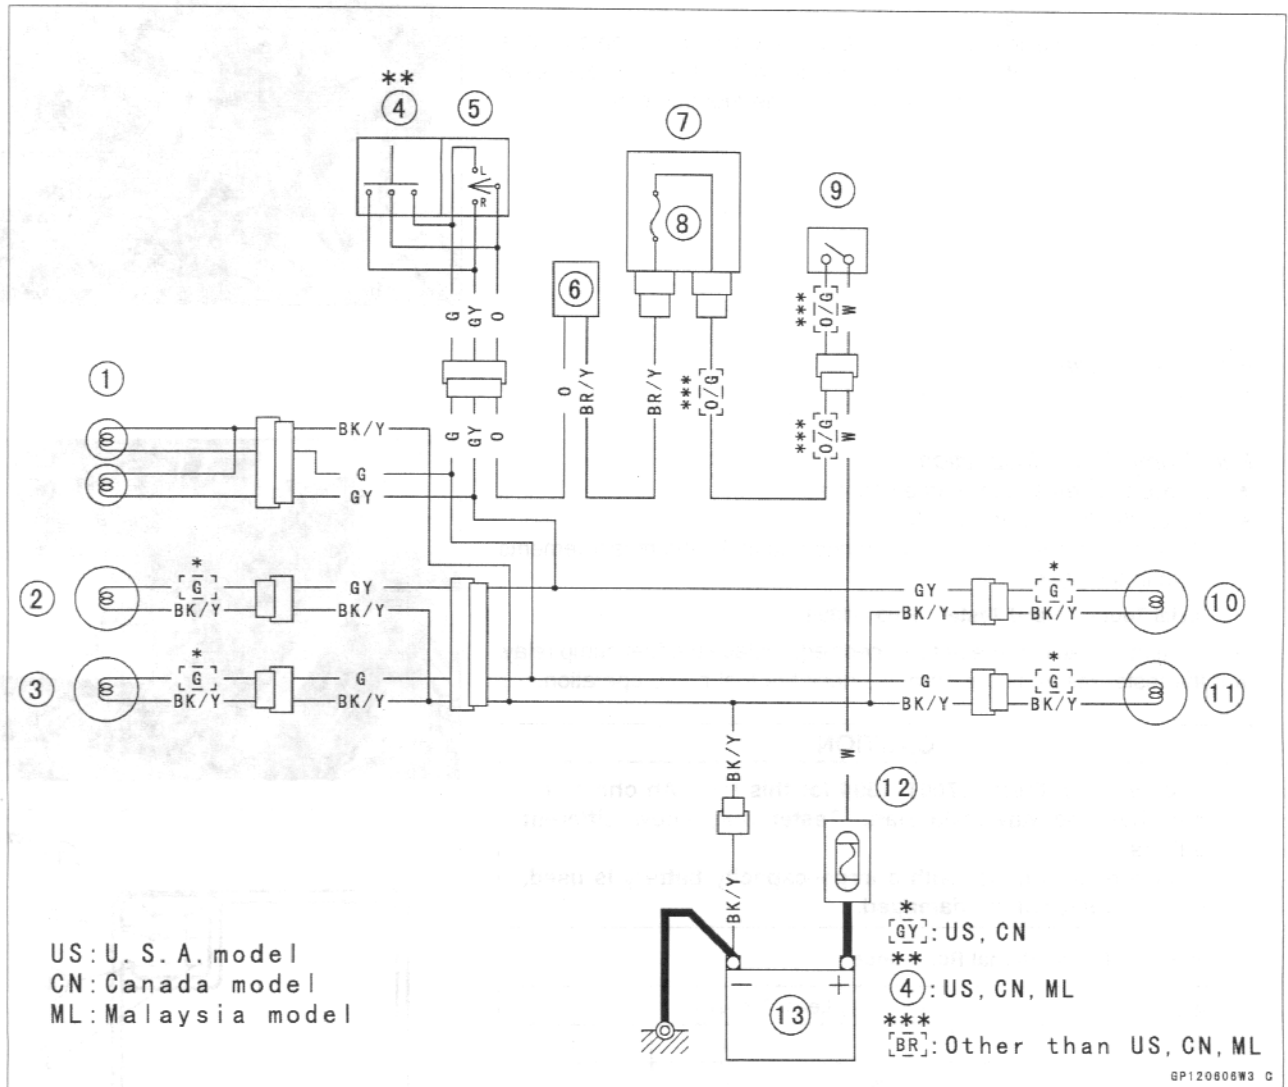 **
4 5 7
9
L
R
8
6
*** O/G W
G GY O
1
O BR/Y BR/Y *** O/G
*** O/G W
BK/Y G GY O
G
GY
* *
2 G GY GY G 10
BK/Y BK/Y BK/Y BK/Y
* *
3 G G G G 11
BK/Y BK/Y BK/Y BK/Y
BK/Y W
12
BK/Y
*
GY: US, CN
**
4: US, CN, ML
***
BR: Other than US, CN, ML
− +
13
US: U.S.A. model
CN: Canada model
ML: Malaysia model
GP120606W3 C